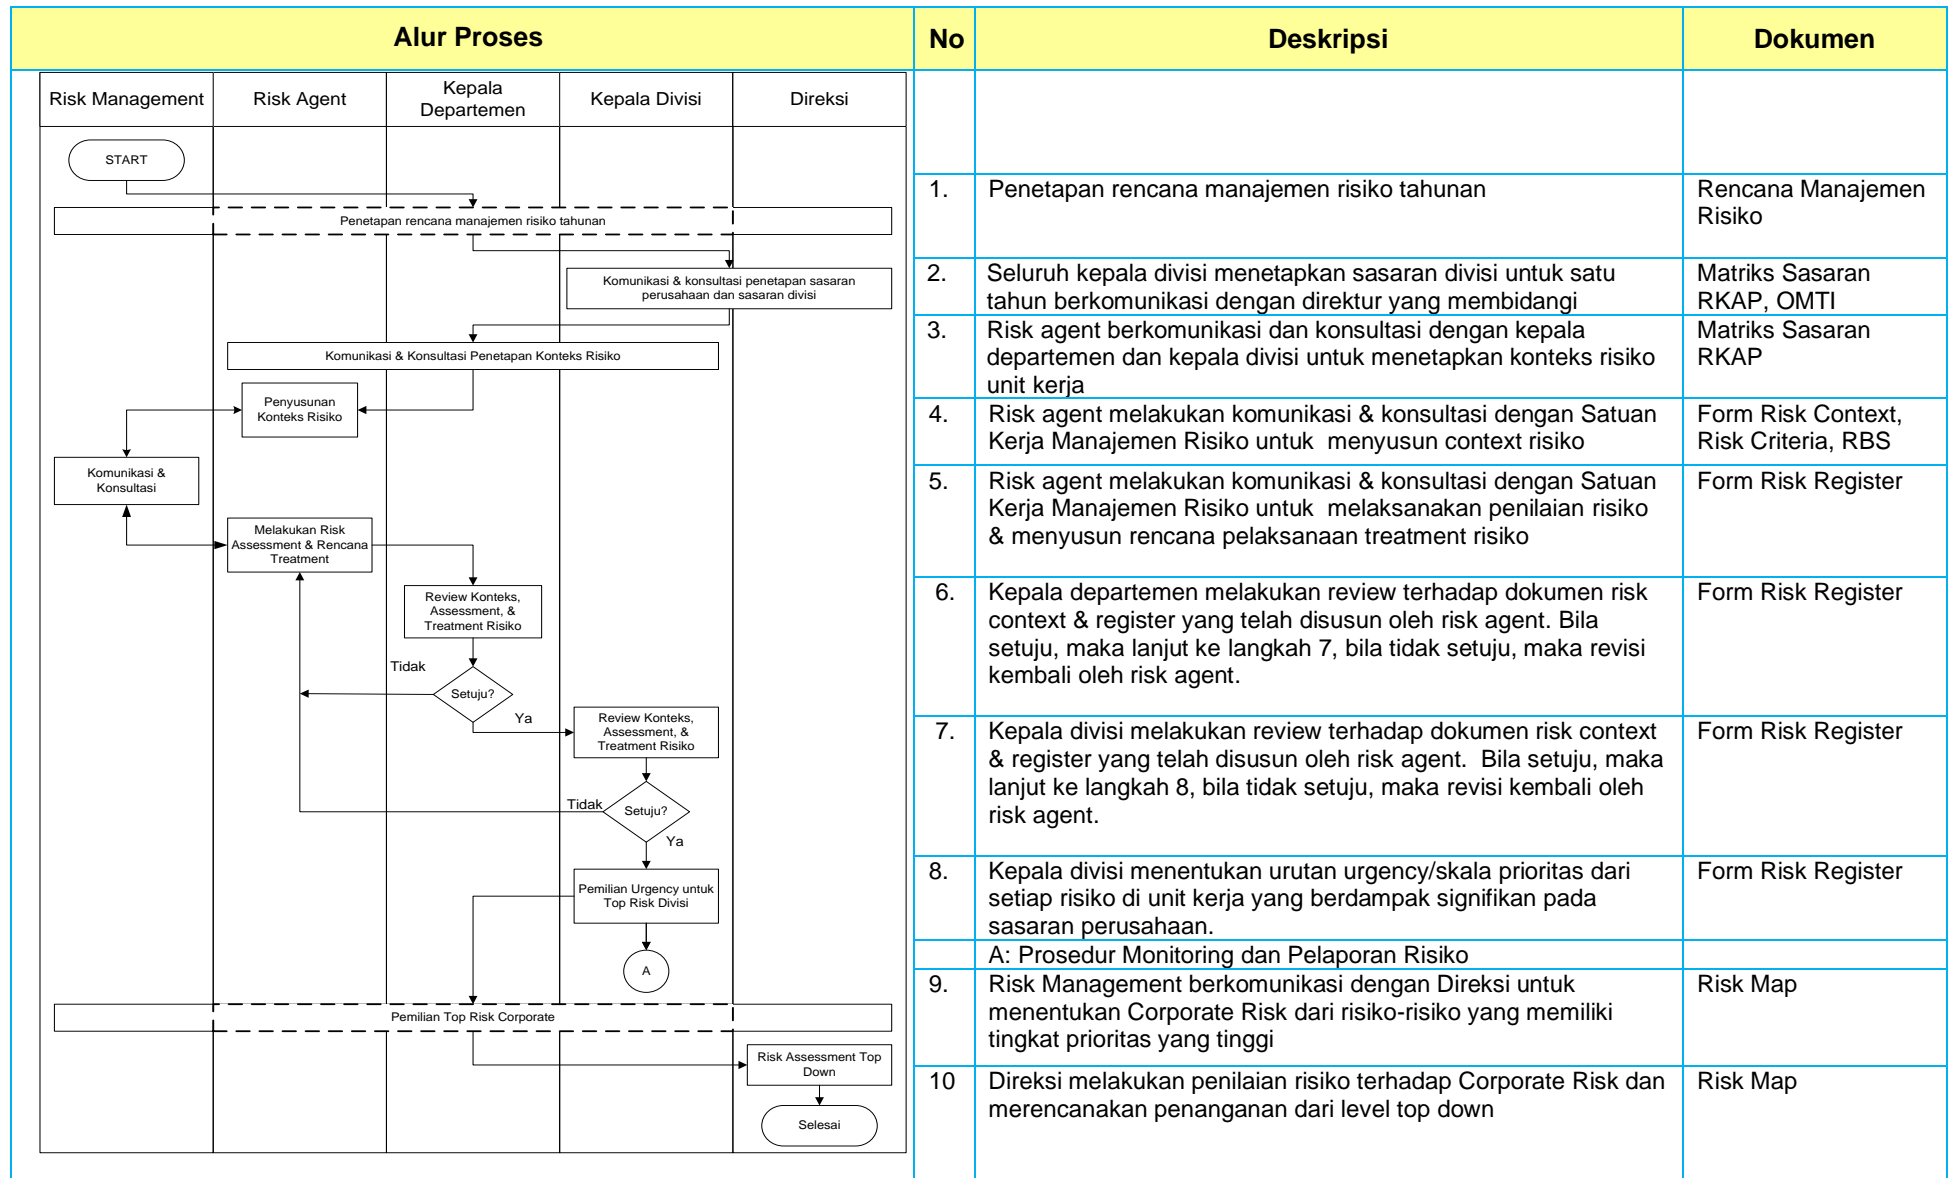 Alur Proses
No
Deskripsi
Dokumen
Risk Management
Risk Agent
Kepala
Departemen
Kepala Divisi
Direksi
START
Penetapan rencana manajemen risiko tahunan
Komunikasi & konsultasi penetapan sasaran
perusahaan dan sasaran divisi
Komunikasi & Konsultasi Penetapan Konteks Risiko
Penyusunan
Konteks Risiko
Komunikasi &
Konsultasi
Melakukan Risk
Assessment & Rencana
Treatment
Review Konteks,
Assessment, &
Treatment Risiko
Tidak
Setuju?
Ya
Review Konteks,
Assessment, &
Treatment Risiko
Tidak
Setuju?
Ya
Pemilian Urgency untuk
Top Risk Divisi
A
Pemilian Top Risk Corporate
Risk Assessment Top
Down
Selesai
1.
Penetapan rencana manajemen risiko tahunan
Rencana Manajemen
Risiko
2.
Seluruh kepala divisi menetapkan sasaran divisi untuk satu
tahun berkomunikasi dengan direktur yang membidangi
Matriks Sasaran
RKAP, OMTI
3.
Risk agent berkomunikasi dan konsultasi dengan kepala
departemen dan kepala divisi untuk menetapkan konteks risiko
unit kerja
Matriks Sasaran
RKAP
4.
Risk agent melakukan komunikasi & konsultasi dengan Satuan
Kerja Manajemen Risiko untuk  menyusun context risiko
Form Risk Context,
Risk Criteria, RBS
5.
Risk agent melakukan komunikasi & konsultasi dengan Satuan
Kerja Manajemen Risiko untuk  melaksanakan penilaian risiko
& menyusun rencana pelaksanaan treatment risiko
Form Risk Register
6.
Kepala departemen melakukan review terhadap dokumen risk
context & register yang telah disusun oleh risk agent. Bila
setuju, maka lanjut ke langkah 7, bila tidak setuju, maka revisi
kembali oleh risk agent.
Form Risk Register
7.
Kepala divisi melakukan review terhadap dokumen risk context
& register yang telah disusun oleh risk agent.  Bila setuju, maka
lanjut ke langkah 8, bila tidak setuju, maka revisi kembali oleh
risk agent.
Form Risk Register
8.
Kepala divisi menentukan urutan urgency/skala prioritas dari
setiap risiko di unit kerja yang berdampak signifikan pada
sasaran perusahaan.
Form Risk Register
A: Prosedur Monitoring dan Pelaporan Risiko
9.
Risk Management berkomunikasi dengan Direksi untuk
menentukan Corporate Risk dari risiko-risiko yang memiliki
tingkat prioritas yang tinggi
Risk Map
10
Direksi melakukan penilaian risiko terhadap Corporate Risk dan
merencanakan penanganan dari level top down
Risk Map